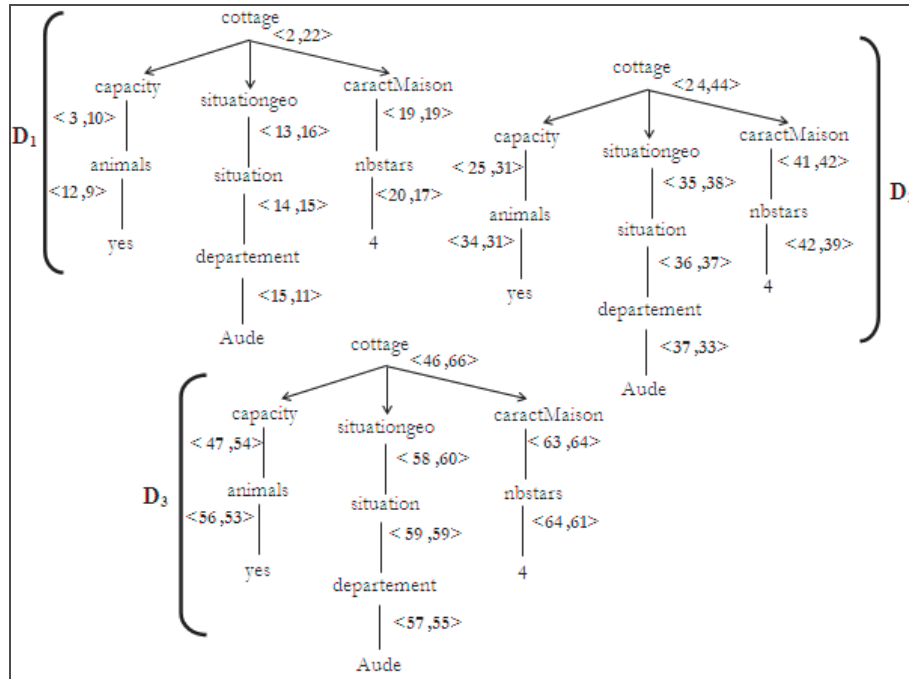 cottage
<2 ,22>
capacity
situationgeo
caractMaison
< 3 ,10>
< 13 ,16>
< 19 ,19>
D1
animals
situation
nbstars
<12,9>
< 14 ,15>
<20 ,17>
yes
departement
4
<15 ,11>
Aude
cottage
<2 4,44>
capacity
situationgeo
caractMaison
< 25 ,31>
< 35 ,38>
< 41 ,42>
animals
situation
nbstars
D
<34 ,31>
< 36 ,37>
<42 ,39>
yes
departement
4
<37 ,33>
Aude
cottage
<46 ,66>
capacity
situationgeo
caractMaison
< 47 ,54>
< 58 ,60>
< 63 ,64>
D3
animals
situation
nbstars
<56 ,53>
< 59 ,59>
<64 ,61>
yes
departement
4
<57 ,55>
Aude